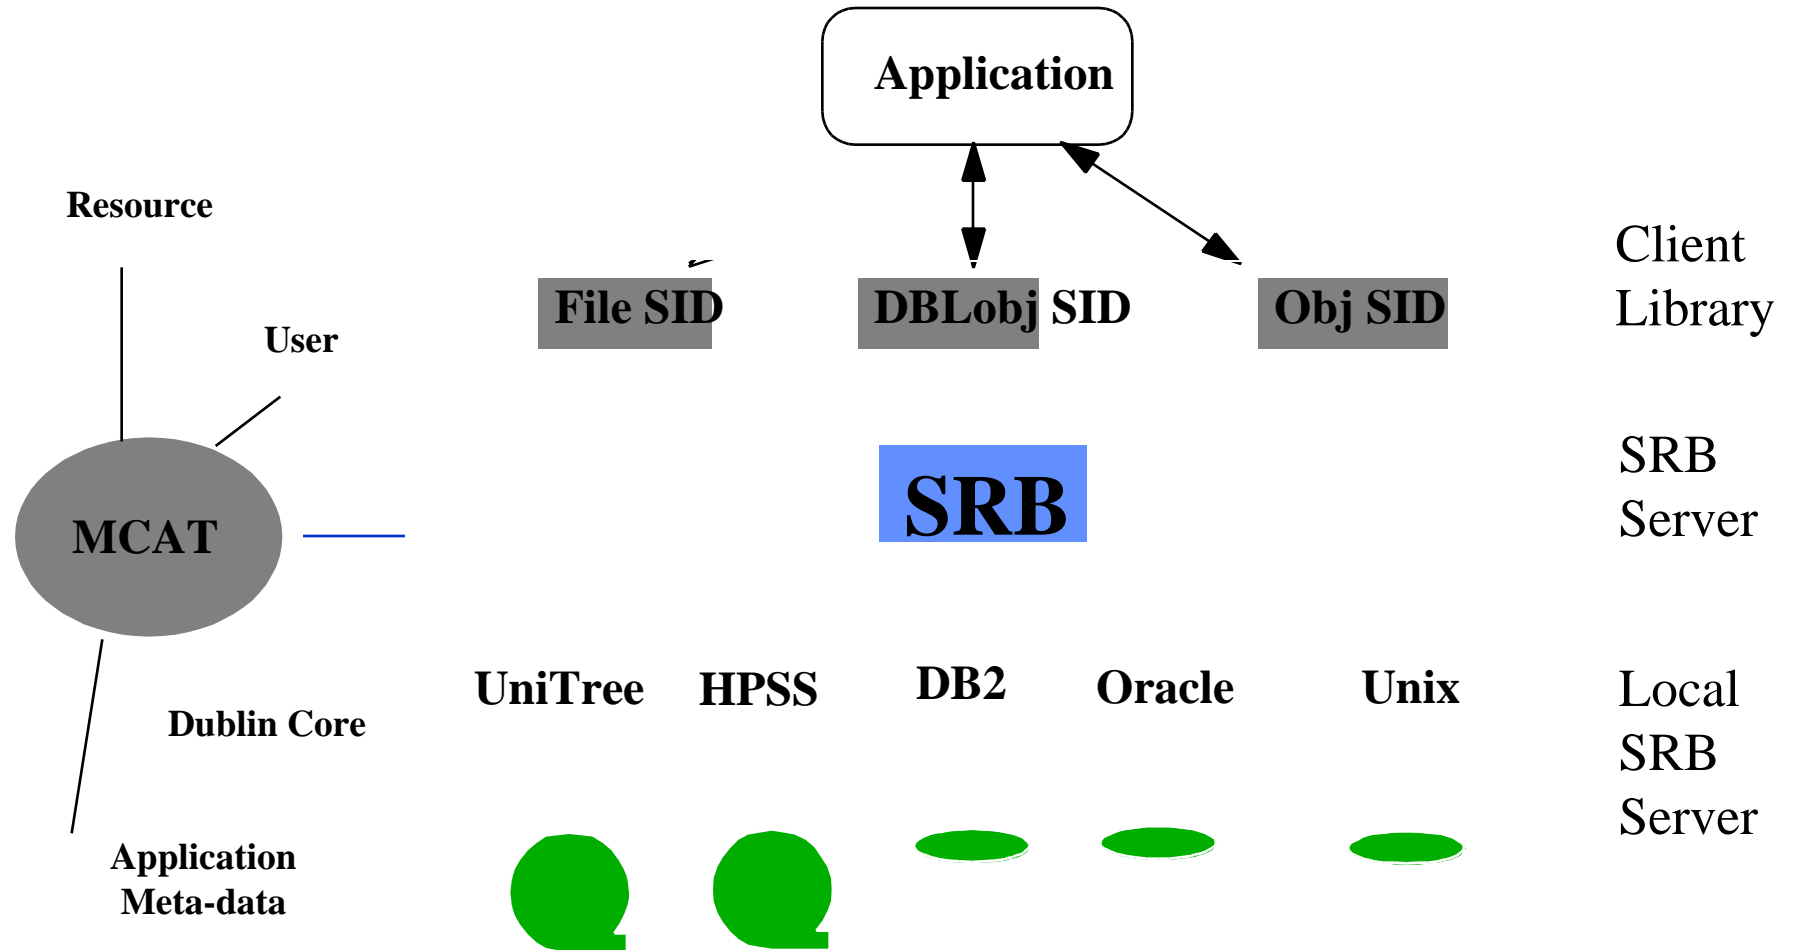 Application
Resource
Client
Library
File SID
DBLobj SID
Obj SID
User
SRB
Server
SRB
MCAT
UniTree
HPSS
DB2
Oracle
Unix
Local
SRB
Server
Dublin Core
Application
Meta-data